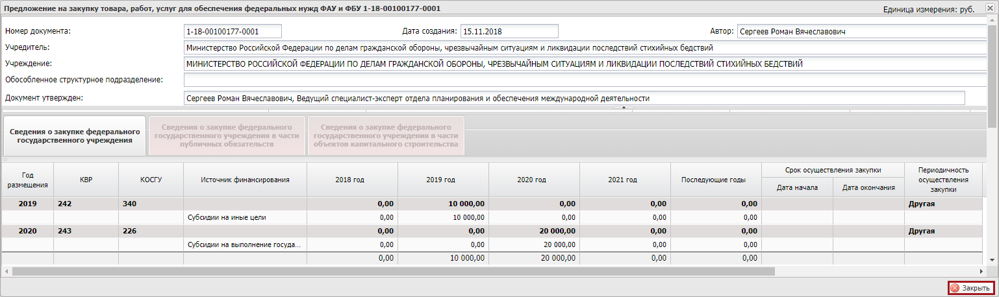 Предложение на закупку товара, работ, услуг для обеспечения федеральных нужд ФАУ и ФБУ 1-18-00100177-0001
Единица измерения: руб.
Номер документа: 1-18-00100177-0001 Дата создания: 15.11.2018 Автор: Сергеев Роман Вячеславович
Учредитель: Министерство Российской Федерации по делам гражданской обороны, чрезвычайным ситуациям и ликвидации последствий стихийных бедствий
Учреждение: МИНИСТЕРСТВО РОССИЙСКОЙ ФЕДЕРАЦИИ ПО ДЕЛАМ ГРАЖДАНСКОЙ ОБОРОНЫ, ЧРЕЗВЫЧАЙНЫМ СИТУАЦИЯМ И ЛИКВИДАЦИИ ПОСЛЕДСТВИЙ СТИХИЙНЫХ БЕДСТВИЙ
Обособленное структурное подразделение:
Документ утвержден: Сергеев Роман Вячеславович, Ведущий специалист-эксперт отдела планирования и обеспечения международной деятельности
Сведения о закупке федерального
государственного учреждения
Сведения о закупке федерального
государственного учреждения в части
публичных обязательств
Сведения о закупке федерального
государственного учреждения в части
объектов капитального строительства
Год
размещения
КВР
КОСГУ
Источник финансирования
2018 год
2019 год
2020 год
2021 год
Последующие годы
Срок осуществления закупки
Дата начала
Дата окончания
Периодичность
осуществления
закупки
2019 242 340 0,00 10 000,00 0,00 0,00 0,00 Другая
Субсидии на иные цели 0,00 10 000,00 0,00 0,00 0,00
2020 243 226 0,00 0,00 20 000,00 0,00 0,00 Другая
Субсидии на выполнение госуда... 0,00 0,00 20 000,00 0,00 0,00
0,00 10 000,00 20 000,00 0,00 0,00
Закрыть